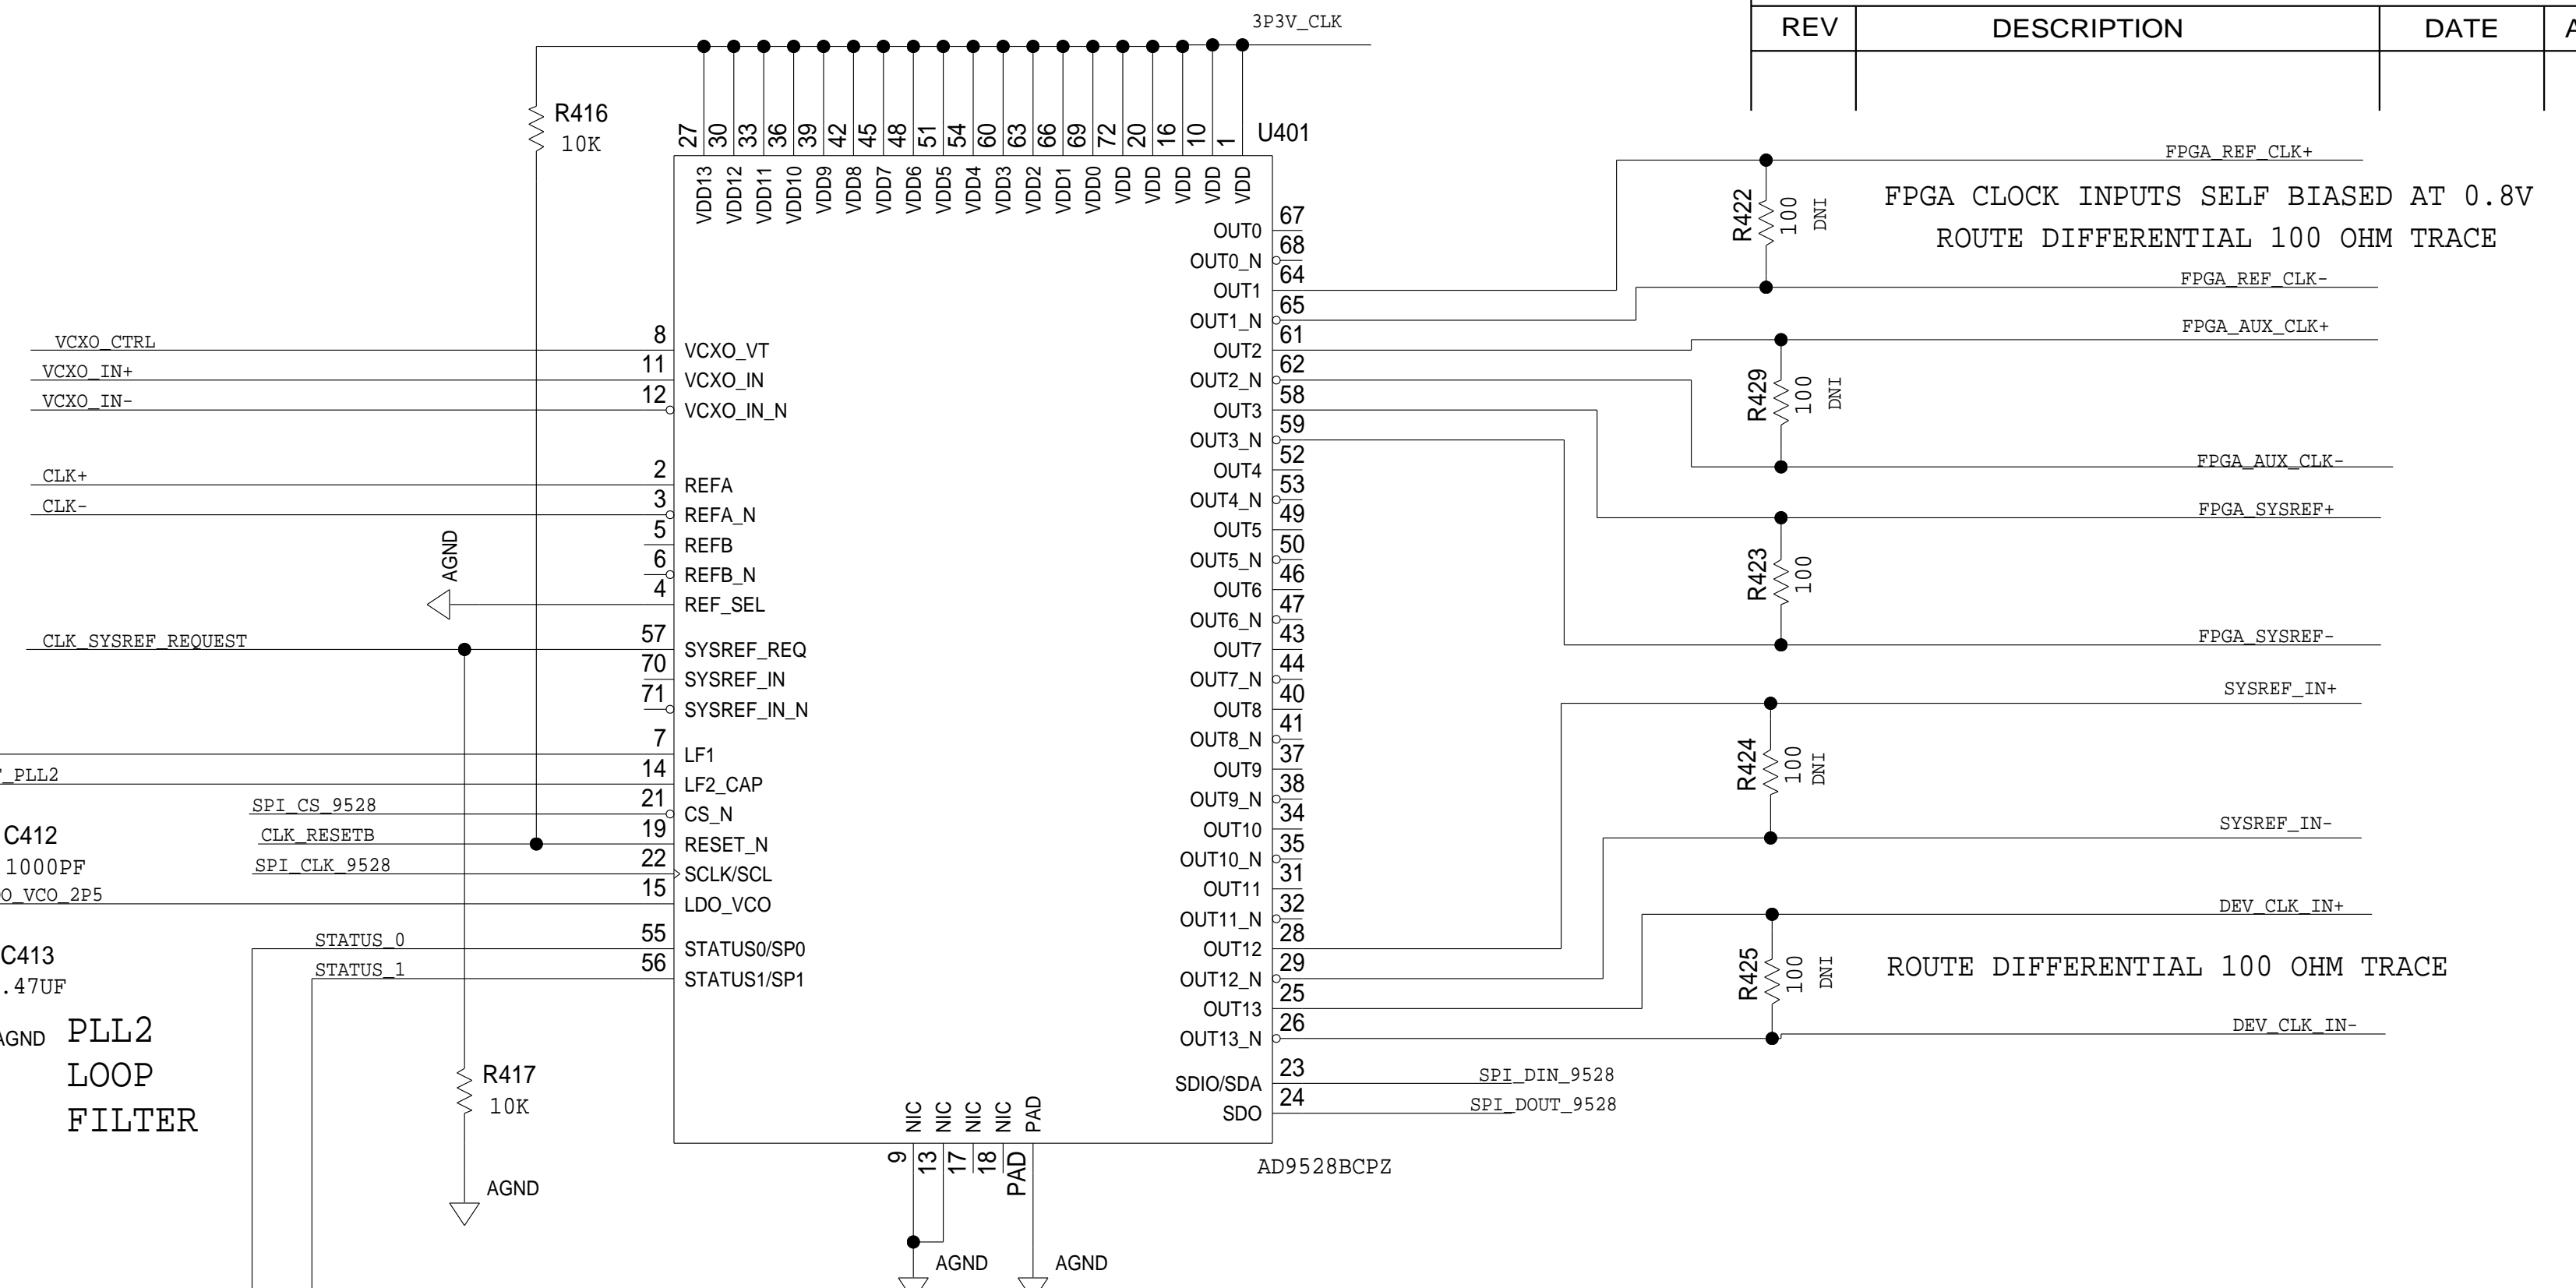 3P3V_CLK
REV DESCRIPTION DATE A
R416
10K
27 30 33 36 39 42 45 48 51 54 60 63 66 69 72 20 16 10 1
U401
VDD13 VDD12 VDD11 VDD10 VDD9 VDD8 VDD7 VDD6 VDD5 VDD4 VDD3 VDD2 VDD1 VDD0 VDD VDD VDD VDD VDD
VCXO_CTRL 8 VCXO_VT
VCXO_IN+ 11 VCXO_IN
VCXO_IN- 12 VCXO_IN_N
CLK+ 2 REFA
CLK- 3 REFA_N
5 REFB
6 REFB_N
AGND 4 REF_SEL
CLK_SYSREF_REQUEST 57 SYSREF_REQ
70 SYSREF_IN
71 SYSREF_IN_N
7 LF1
_PLL2 14 LF2_CAP
SPI_CS_9528 21 CS_N
CLK_RESETB 19 RESET_N
SPI_CLK_9528 22 SCLK/SCL
O_VCO_2P5 15 LDO_VCO
STATUS_0 55 STATUS0/SP0
STATUS_1 56 STATUS1/SP1
C412
1000PF
C413
.47UF
AGND
PLL2
LOOP
FILTER
R417
10K
AGND
OUT0 67
OUT0_N 68
OUT1 64
OUT1_N 65
OUT2 61
OUT2_N 62
OUT3 58
OUT3_N 59
OUT4 52
OUT4_N 53
OUT5 49
OUT5_N 50
OUT6 46
OUT6_N 47
OUT7 43
OUT7_N 44
OUT8 40
OUT8_N 41
OUT9 37
OUT9_N 38
OUT10 34
OUT10_N 35
OUT11 31
OUT11_N 32
OUT12 28
OUT12_N 29
OUT13 25
OUT13_N 26
SDIO/SDA 23 SPI_DIN_9528
SDO 24 SPI_DOUT_9528
NIC NIC NIC NIC PAD
9 13 17 18 PAD
AD9528BCPZ
AGND
AGND
FPGA_REF_CLK+
R422 100 DNI
FPGA CLOCK INPUTS SELF BIASED AT 0.8V
ROUTE DIFFERENTIAL 100 OHM TRACE
FPGA_REF_CLK-
FPGA_AUX_CLK+
R429 100 DNI
FPGA_AUX_CLK-
FPGA_SYSREF+
R423 100
FPGA_SYSREF-
SYSREF_IN+
R424 100 DNI
SYSREF_IN-
DEV_CLK_IN+
R425 100 DNI
ROUTE DIFFERENTIAL 100 OHM TRACE
DEV_CLK_IN-